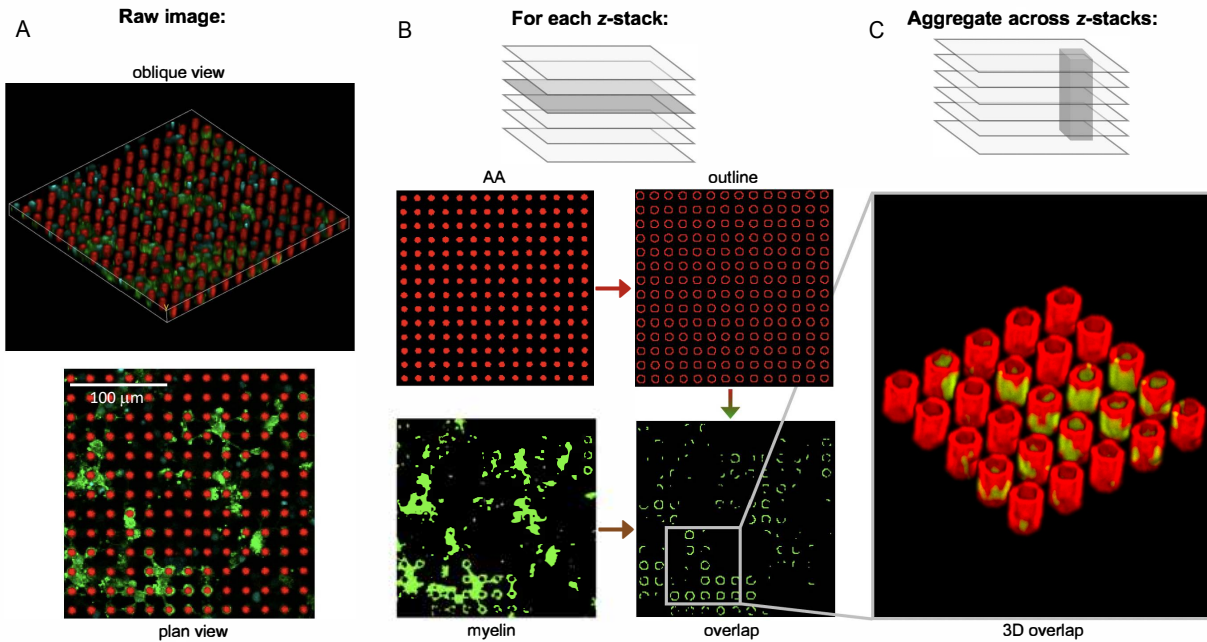 A
Raw image:
oblique view
Y
100 μm
plan view
B
For each z-stack:
AA
outline
myelin
overlap
C
Aggregate across z-stacks:
3D overlap